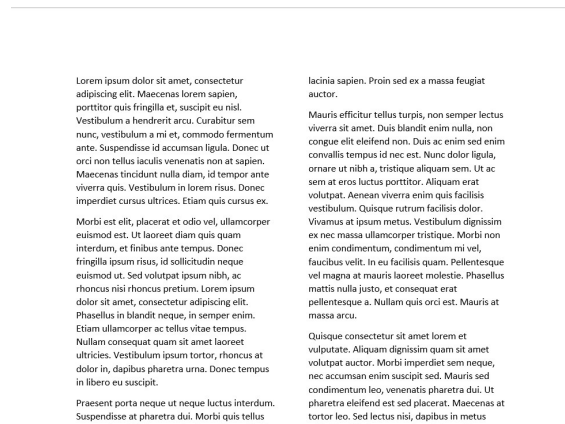 Lorem ipsum dolor sit amet, consectetur
adipiscing elit. Maecenas lorem sapien,
porttitor quis fringilla et, suscipit eu nisl.
Vestibulum a hendrerit arcu. Curabitur sem
nunc, vestibulum a mi et, commodo fermentum
ante. Suspendisse id accumsan ligula. Donec ut
orci non tellus iaculis venenatis non at sapien.
Maecenas tincidunt nulla diam, id tempor ante
viverra quis. Vestibulum in lorem risus. Donec
imperdiet cursus ultrices. Etiam quis cursus ex.
Morbi est elit, placerat et odio vel, ullamcorper
euismod est. Ut laoreet diam quis quam
interdum, et finibus ante tempus. Donec
fringilla ipsum risus, id sollicitudin neque
euismod ut. Sed volutpat ipsum nibh, ac
rhoncus nisi rhoncus pretium. Lorem ipsum
dolor sit amet, consectetur adipiscing elit.
Phasellus in blandit neque, in semper enim.
Etiam ullamcorper ac tellus vitae tempus.
Nullam consequat quam sit amet laoreet
ultricies. Vestibulum ipsum tortor, rhoncus at
dolor in, dapibus pharetra urna. Donec tempus
in libero eu suscipit.
Praesent porta neque ut neque luctus interdum.
Suspendisse at pharetra dui. Morbi quis tellus
lacinia sapien. Proin sed ex a massa feugiat
auctor.
Mauris efficitur tellus turpis, non semper lectus
viverra sit amet. Duis blandit enim nulla, non
congue elit eleifend non. Duis ac enim sed enim
convallis tempus id nec est. Nunc dolor ligula,
ornare ut nibh a, tristique aliquam sem. Ut ac
sem at eros luctus porttitor. Aliquam erat
volutpat. Aenean viverra enim quis facilisis
vestibulum. Quisque rutrum facilisis dolor.
Vivamus at ipsum metus. Vestibulum dignissim
ex nec massa ullamcorper tristique. Morbi non
enim condimentum, condimentum mi vel,
faucibus velit. In eu facilisis quam. Pellentesque
vel magna at mauris laoreet molestie. Phasellus
mattis nulla justo, et consequat erat
pellentesque a. Nullam quis orci est. Mauris at
massa arcu.
Quisque consectetur sit amet lorem et
vulputate. Aliquam dignissim quam sit amet
volutpat auctor. Morbi imperdiet sem neque,
nec accumsan enim suscipit sed. Mauris sed
condimentum leo, venenatis pharetra dui. Ut
pharetra eleifend est sed placerat. Maecenas at
tortor leo. Sed lectus nisi, dapibus in metus